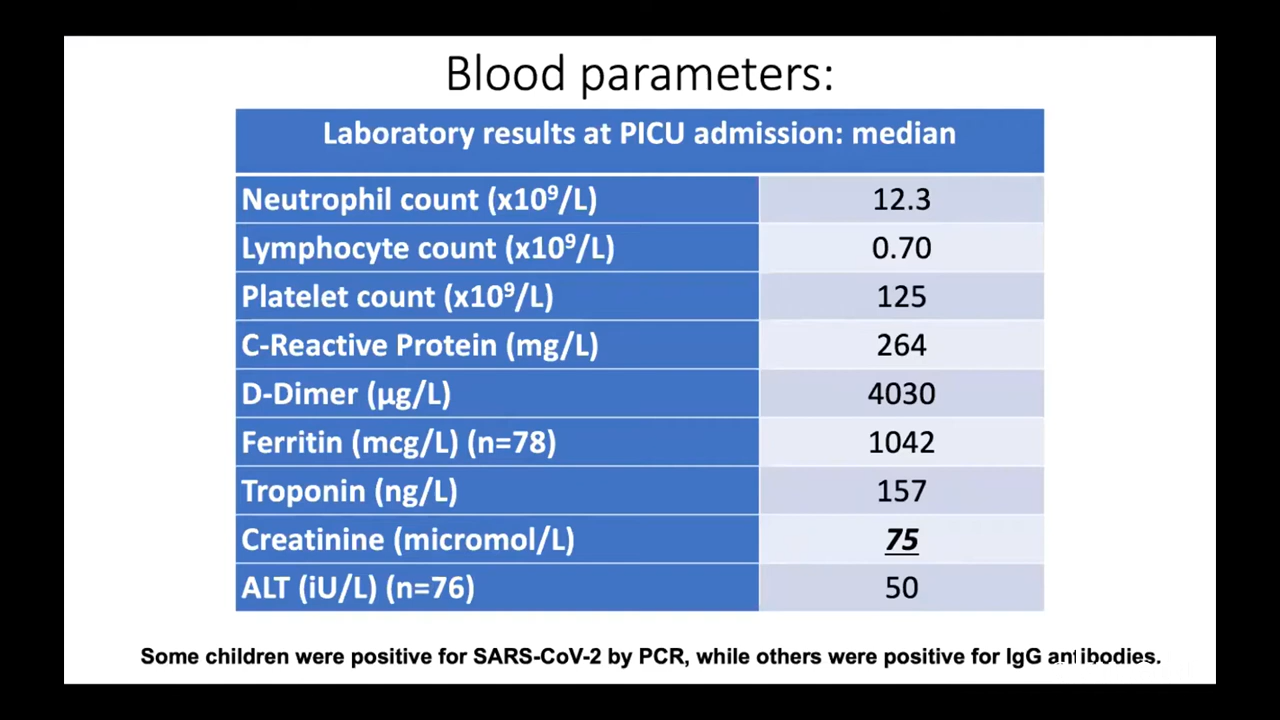 Blood parameters:
Laboratory results at PICU admission: median
Neutrophil count (x10⁹/L) 12.3
Lymphocyte count (x10⁹/L) 0.70
Platelet count (x10⁹/L) 125
C-Reactive Protein (mg/L) 264
D-Dimer (µg/L) 4030
Ferritin (mcg/L) (n=78) 1042
Troponin (ng/L) 157
Creatinine (micromol/L) 75
ALT (iU/L) (n=76) 50
Some children were positive for SARS-CoV-2 by PCR, while others were positive for IgG antibodies.